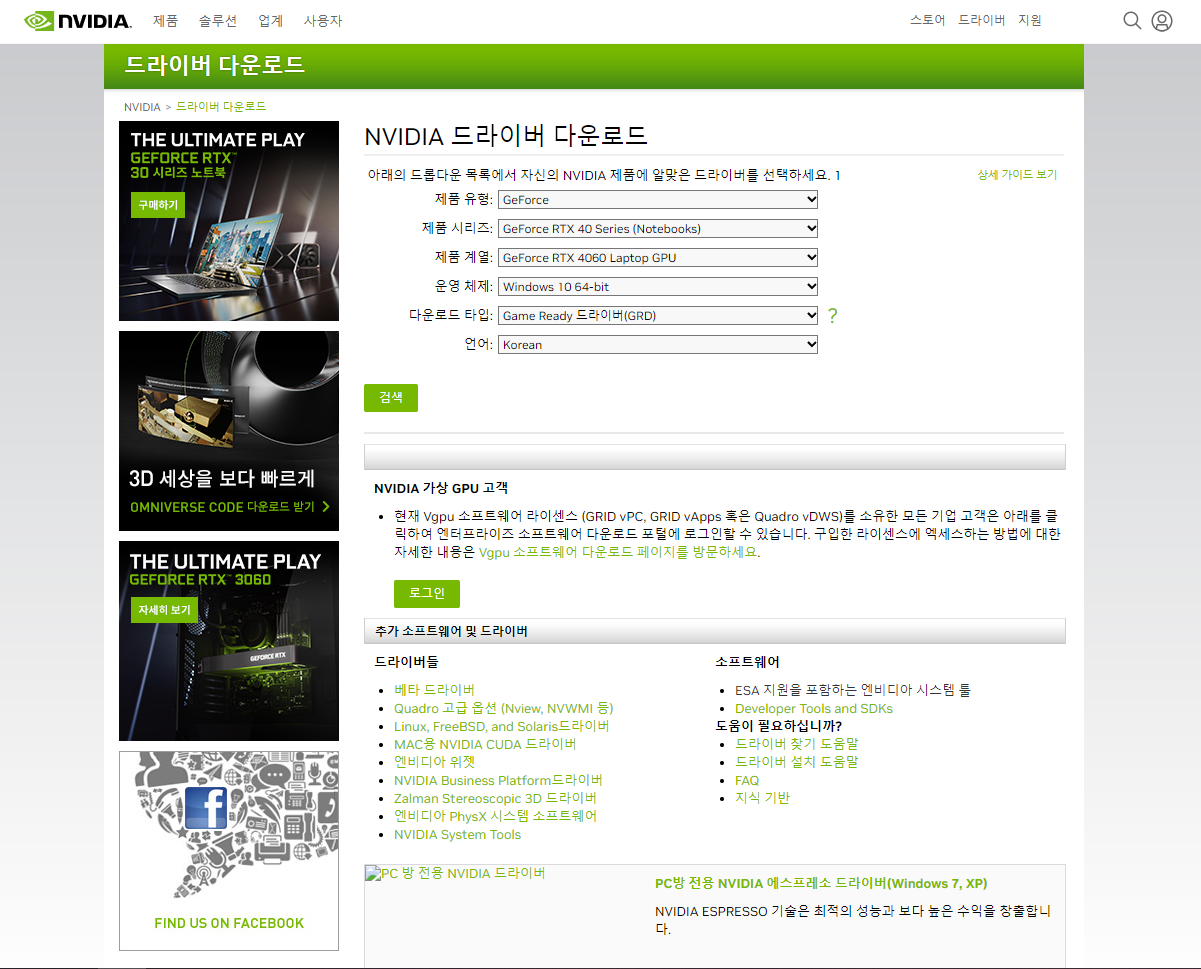 NVIDIA.
제품
솔루션
업계
사용자
스토어
드라이버
지원
드라이버 다운로드
NVIDIA > 드라이버 다운로드
THE ULTIMATE PLAY
GEFORCE RTX™
30 시리즈 노트북
구매하기
3D 세상을 보다 빠르게
OMNIVERSE CODE 다운로드 받기
THE ULTIMATE PLAY
GEFORCE RTX™ 3060
자세히 보기
GEFORCE RTX
FIND US ON FACEBOOK
NVIDIA 드라이버 다운로드
아래의 드롭다운 목록에서 자신의 NVIDIA 제품에 알맞은 드라이버를 선택하세요. 1
상세 가이드 보기
제품 유형: GeForce
제품 시리즈: GeForce RTX 40 Series (Notebooks)
제품 계열: GeForce RTX 4060 Laptop GPU
운영 체제: Windows 10 64-bit
다운로드 타입: Game Ready 드라이버(GRD) ?
언어: Korean
검색
NVIDIA 가상 GPU 고객
현재 Vgpu 소프트웨어 라이센스 (GRID vPC, GRID vApps 혹은 Quadro vDWS)를 소유한 모든 기업 고객은 아래를 클
릭하여 엔터프라이즈 소프트웨어 다운로드 포털에 로그인할 수 있습니다. 구입한 라이센스에 엑세스하는 방법에 대한
자세한 내용은 Vgpu 소프트웨어 다운로드 페이지를 방문하세요.
로그인
추가 소프트웨어 및 드라이버
드라이버들
베타 드라이버
Quadro 고급 옵션 (Nview, NVWMI 등)
Linux, FreeBSD, and Solaris드라이버
MAC용 NVIDIA CUDA 드라이버
엔비디아 위젯
NVIDIA Business Platform드라이버
Zalman Stereoscopic 3D 드라이버
엔비디아 PhysX 시스템 소프트웨어
NVIDIA System Tools
소프트웨어
ESA 지원을 포함하는 엔비디아 시스템 툴
Developer Tools and SDKs
도움이 필요하십니까?
드라이버 찾기 도움말
드라이버 설치 도움말
FAQ
지식 기반
PC 방 전용 NVIDIA 드라이버
PC방 전용 NVIDIA 에스프레소 드라이버(Windows 7, XP)
NVIDIA ESPRESSO 기술은 최적의 성능과 보다 높은 수익을 창출합니
다.